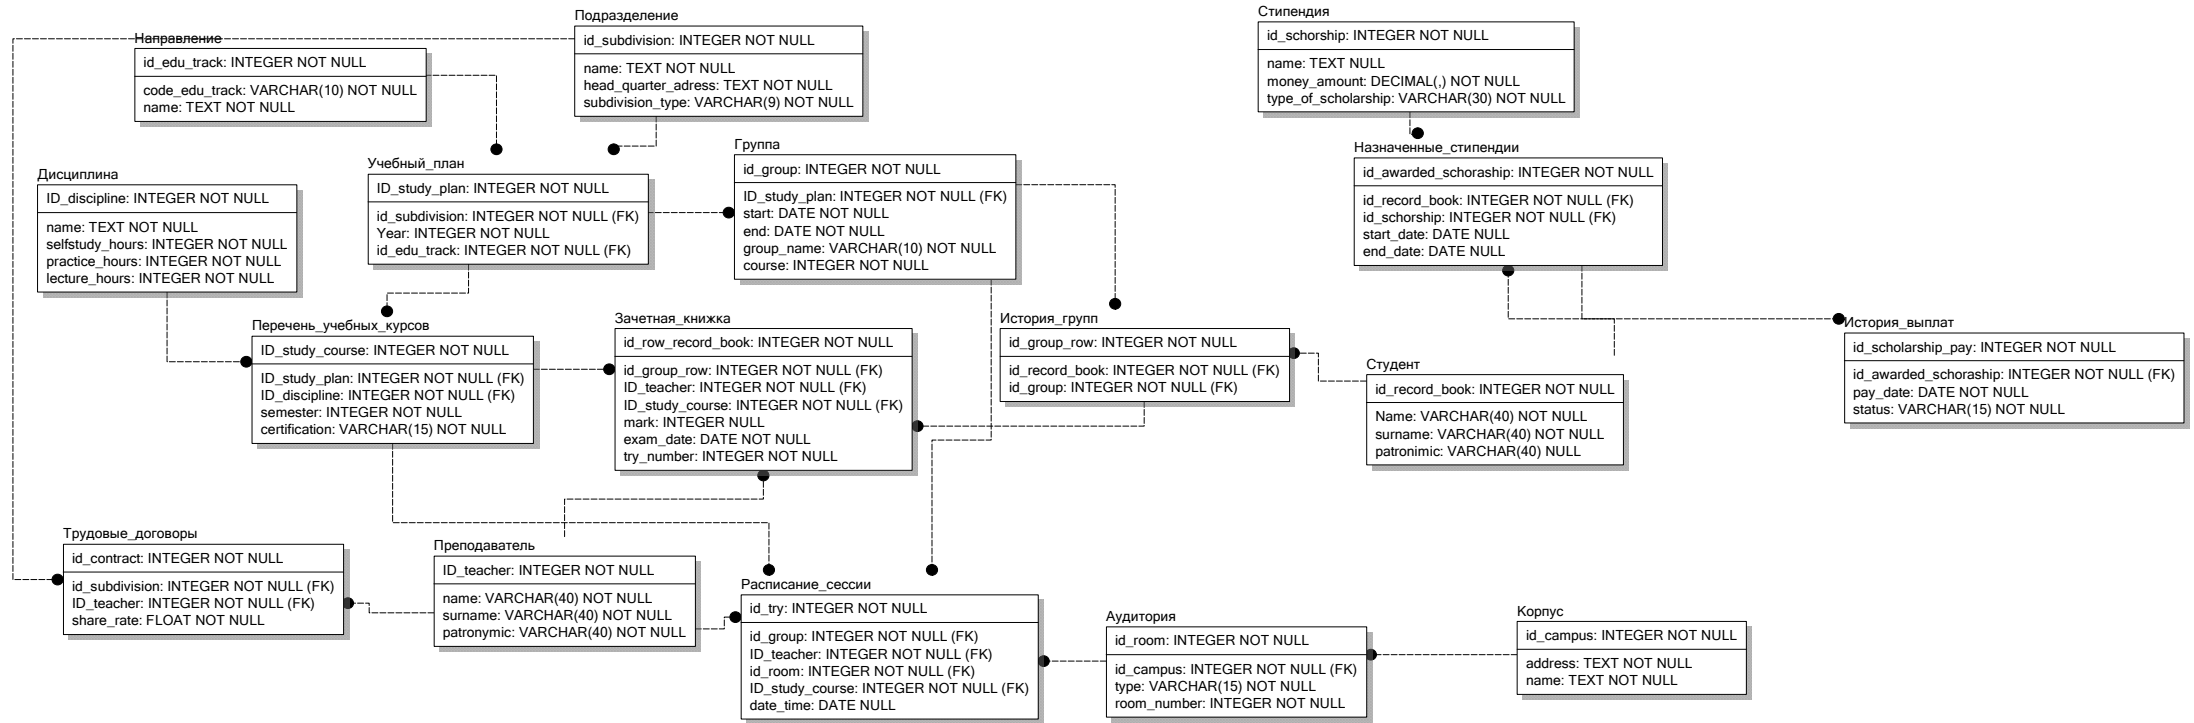 Направление
id_edu_track: INTEGER NOT NULL
code_edu_track: VARCHAR(10) NOT NULL
name: TEXT NOT NULL
Подразделение
id_subdivision: INTEGER NOT NULL
name: TEXT NOT NULL
head_quarter_adress: TEXT NOT NULL
subdivision_type: VARCHAR(9) NOT NULL
Стипендия
id_schorship: INTEGER NOT NULL
name: TEXT NULL
money_amount: DECIMAL(,) NOT NULL
type_of_scholarship: VARCHAR(30) NOT NULL
Дисциплина
ID_discipline: INTEGER NOT NULL
name: TEXT NOT NULL
selfstudy_hours: INTEGER NOT NULL
practice_hours: INTEGER NOT NULL
lecture_hours: INTEGER NOT NULL
Учебный_план
ID_study_plan: INTEGER NOT NULL
id_subdivision: INTEGER NOT NULL (FK)
Year: INTEGER NOT NULL
id_edu_track: INTEGER NOT NULL (FK)
Группа
id_group: INTEGER NOT NULL
ID_study_plan: INTEGER NOT NULL (FK)
start: DATE NOT NULL
end: DATE NOT NULL
group_name: VARCHAR(10) NOT NULL
course: INTEGER NOT NULL
Назначенные_стипендии
id_awarded_schoraship: INTEGER NOT NULL
id_record_book: INTEGER NOT NULL (FK)
id_schorship: INTEGER NOT NULL (FK)
start_date: DATE NULL
end_date: DATE NULL
Перечень_учебных_курсов
ID_study_course: INTEGER NOT NULL
ID_study_plan: INTEGER NOT NULL (FK)
ID_discipline: INTEGER NOT NULL (FK)
semester: INTEGER NOT NULL
certification: VARCHAR(15) NOT NULL
Зачетная_книжка
id_row_record_book: INTEGER NOT NULL
id_group_row: INTEGER NOT NULL (FK)
ID_teacher: INTEGER NOT NULL (FK)
ID_study_course: INTEGER NOT NULL (FK)
mark: INTEGER NULL
exam_date: DATE NOT NULL
try_number: INTEGER NOT NULL
История_групп
id_group_row: INTEGER NOT NULL
id_record_book: INTEGER NOT NULL (FK)
id_group: INTEGER NOT NULL (FK)
Студент
id_record_book: INTEGER NOT NULL
Name: VARCHAR(40) NOT NULL
surname: VARCHAR(40) NOT NULL
patronimic: VARCHAR(40) NULL
История_выплат
id_scholarship_pay: INTEGER NOT NULL
id_awarded_schoraship: INTEGER NOT NULL (FK)
pay_date: DATE NOT NULL
status: VARCHAR(15) NOT NULL
Трудовые_договоры
id_contract: INTEGER NOT NULL
id_subdivision: INTEGER NOT NULL (FK)
ID_teacher: INTEGER NOT NULL (FK)
share_rate: FLOAT NOT NULL
Преподаватель
ID_teacher: INTEGER NOT NULL
name: VARCHAR(40) NOT NULL
surname: VARCHAR(40) NOT NULL
patronymic: VARCHAR(40) NOT NULL
Расписание_сессии
id_try: INTEGER NOT NULL
id_group: INTEGER NOT NULL (FK)
ID_teacher: INTEGER NOT NULL (FK)
id_room: INTEGER NOT NULL (FK)
ID_study_course: INTEGER NOT NULL (FK)
date_time: DATE NULL
Аудитория
id_room: INTEGER NOT NULL
id_campus: INTEGER NOT NULL (FK)
type: VARCHAR(15) NOT NULL
room_number: INTEGER NOT NULL
Корпус
id_campus: INTEGER NOT NULL
address: TEXT NOT NULL
name: TEXT NOT NULL